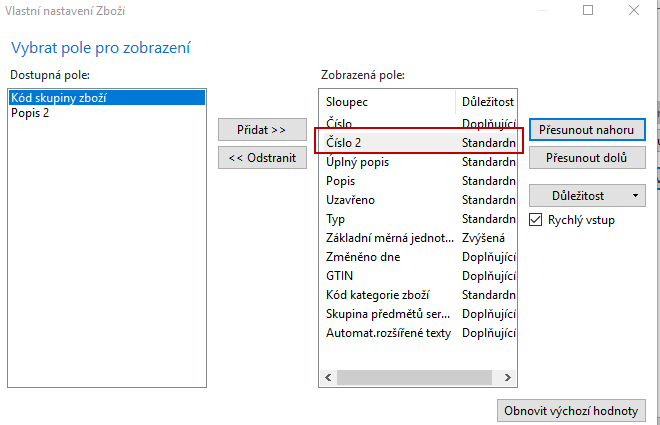 Vlastní nastavení Zboží
Vybrat pole pro zobrazení
Dostupná pole:
Kód skupiny zboží
Popis 2
Přidat >>
<< Odstranit
Zobrazená pole:
Sloupec Důležitost
Číslo Doplňující
Číslo 2 Standardn
Úplný popis Standardn
Popis Standardn
Uzavřeno Standardn
Typ Standardn
Základní měrná jednot... Zvýšená
Změněno dne Doplňující
GTIN Doplňující
Kód kategorie zboží Standardn
Skupina předmětů ser... Doplňující
Automat.rozšířené texty Doplňující
Přesunout nahoru
Přesunout dolů
Důležitost
Rychlý vstup
Obnovit výchozí hodnoty